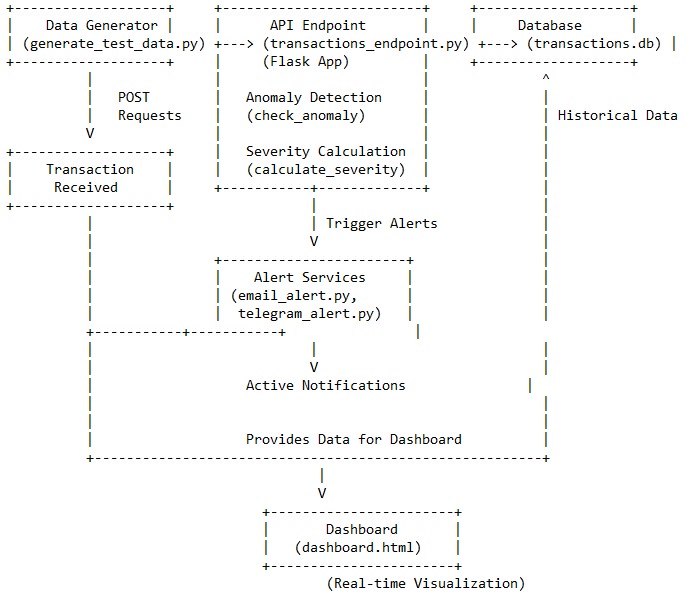 Data Generator API Endpoint Database
(generate_test_data.py) +---> (transactions_endpoint.py) +---> (transactions.db)
(Flask App)
POST Anomaly Detection
Requests (check_anomaly) Historical Data
Severity Calculation
Transaction (calculate_severity)
Received
Trigger Alerts
V
Alert Services
(email_alert.py,
telegram_alert.py)
V
Active Notifications
Provides Data for Dashboard
V
Dashboard
(dashboard.html)
(Real-time Visualization)